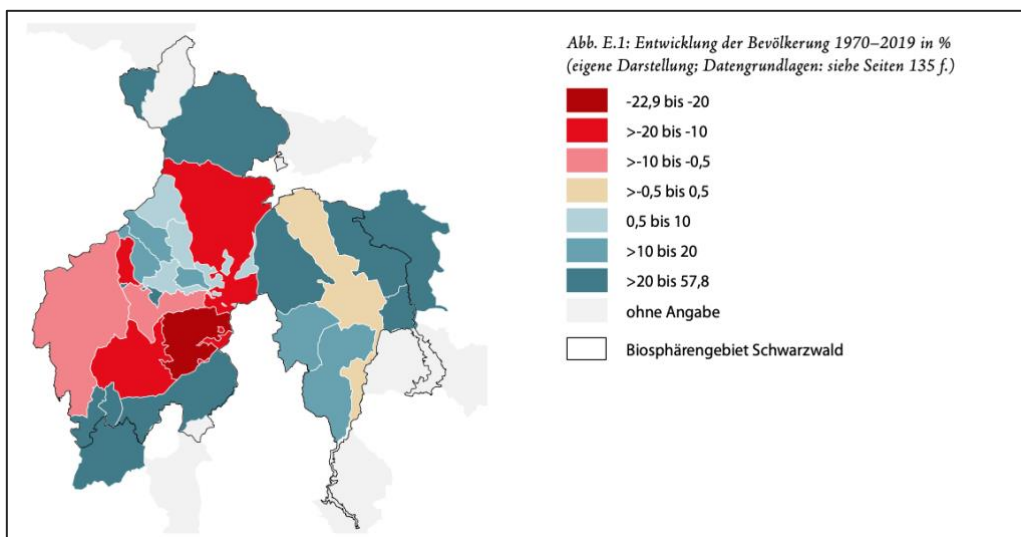 Abb. E.1: Entwicklung der Bevölkerung 1970–2019 in %
(eigene Darstellung; Datengrundlagen: siehe Seiten 135 f.)
-22,9 bis -20
>-20 bis -10
>-10 bis -0,5
>-0,5 bis 0,5
0,5 bis 10
>10 bis 20
>20 bis 57,8
ohne Angabe
Biosphärengebiet Schwarzwald